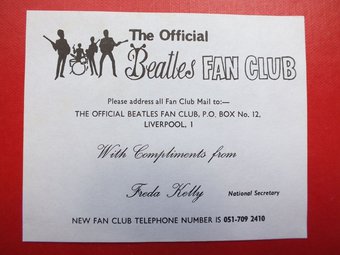 The Official
Beatles FAN CLUB
Please address all Fan Club Mail to:—
THE OFFICIAL BEATLES FAN CLUB, P.O. BOX No. 12,
LIVERPOOL, 1
With Compliments from
Freda Kelly National Secretary
NEW FAN CLUB TELEPHONE NUMBER IS 051-709 2410